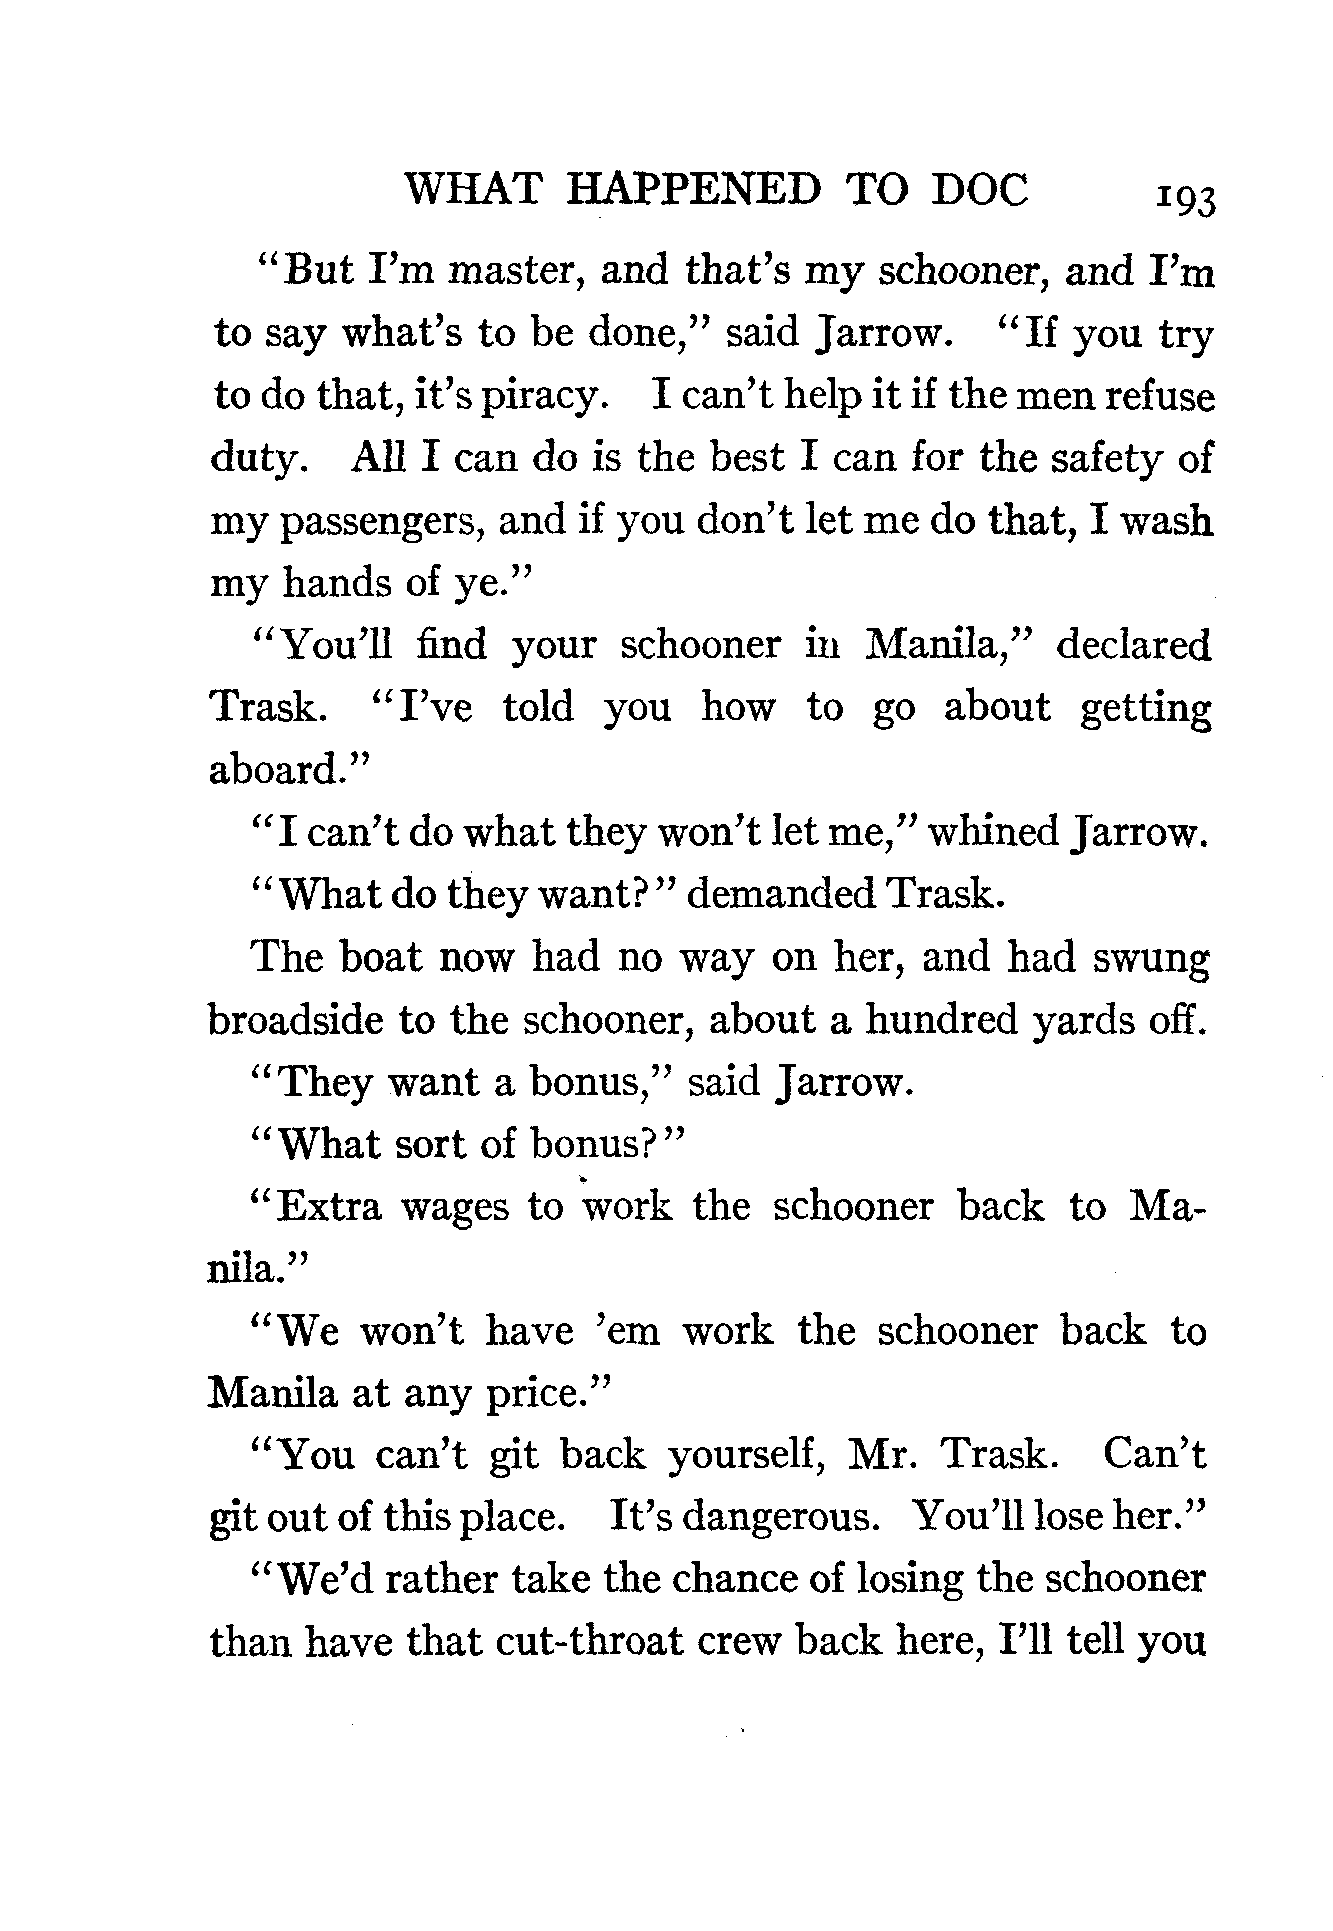 WHAT HAPPENED TO DOC 193
“But I’m master, and that’s my schooner, and I’m
to say what’s to be done,” said Jarrow. “If you try
to do that, it’s piracy. I can’t help it if the men refuse
duty. All I can do is the best I can for the safety of
my passengers, and if you don’t let me do that, I wash
my hands of ye.”
“You’ll find your schooner in Manila,” declared
Trask. “I’ve told you how to go about getting
aboard.”
“I can’t do what they won’t let me,” whined Jarrow.
“What do they want?” demanded Trask.
The boat now had no way on her, and had swung
broadside to the schooner, about a hundred yards off.
“They want a bonus,” said Jarrow.
“What sort of bonus?”
“Extra wages to work the schooner back to Ma-
nila.”
“We won’t have ’em work the schooner back to
Manila at any price.”
“You can’t git back yourself, Mr. Trask. Can’t
git out of this place. It’s dangerous. You’ll lose her.”
“We’d rather take the chance of losing the schooner
than have that cut-throat crew back here, I’ll tell you